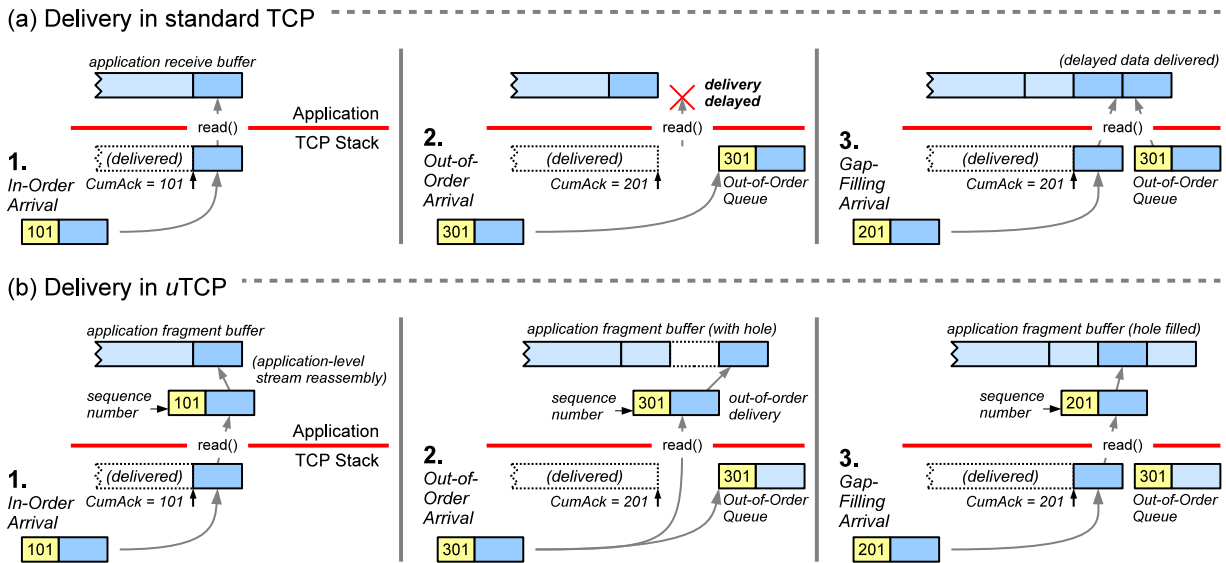 (a) Delivery in standard TCP
application receive buffer
Application
read()
TCP Stack
1.
In-Order
Arrival
(delivered)
CumAck = 101
101
delivery
delayed
read()
2.
Out-of-
Order
Arrival
(delivered)
CumAck = 201
301
Out-of-Order
Queue
301
(delayed data delivered)
read()
3.
Gap-
Filling
Arrival
(delivered)
CumAck = 201
301
Out-of-Order
Queue
201
(b) Delivery in uTCP
application fragment buffer
(application-level
stream reassembly)
sequence
number
101
Application
read()
TCP Stack
1.
In-Order
Arrival
(delivered)
CumAck = 101
101
application fragment buffer (with hole)
sequence
number
301
out-of-order
delivery
read()
2.
Out-of-
Order
Arrival
(delivered)
CumAck = 201
301
Out-of-Order
Queue
301
application fragment buffer (hole filled)
sequence
number
201
read()
3.
Gap-
Filling
Arrival
(delivered)
CumAck = 201
301
Out-of-Order
Queue
201